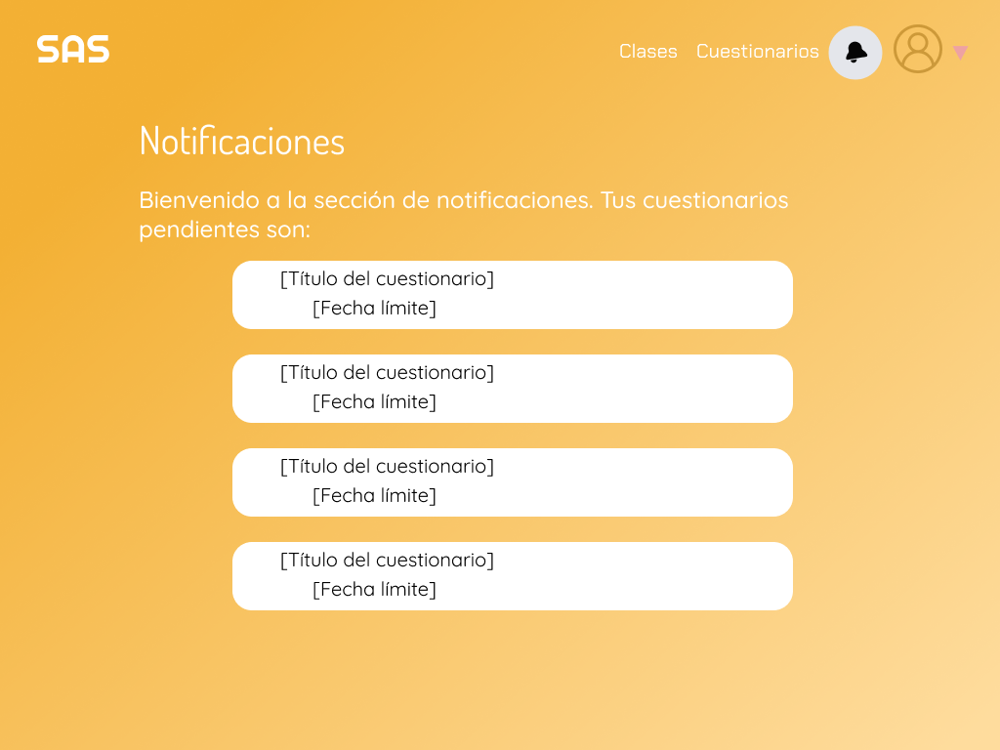 SAS
Clases Cuestionarios
Notificaciones
Bienvenido a la sección de notificaciones. Tus cuestionarios
pendientes son:
[Título del cuestionario]
[Fecha límite]
[Título del cuestionario]
[Fecha límite]
[Título del cuestionario]
[Fecha límite]
[Título del cuestionario]
[Fecha límite]